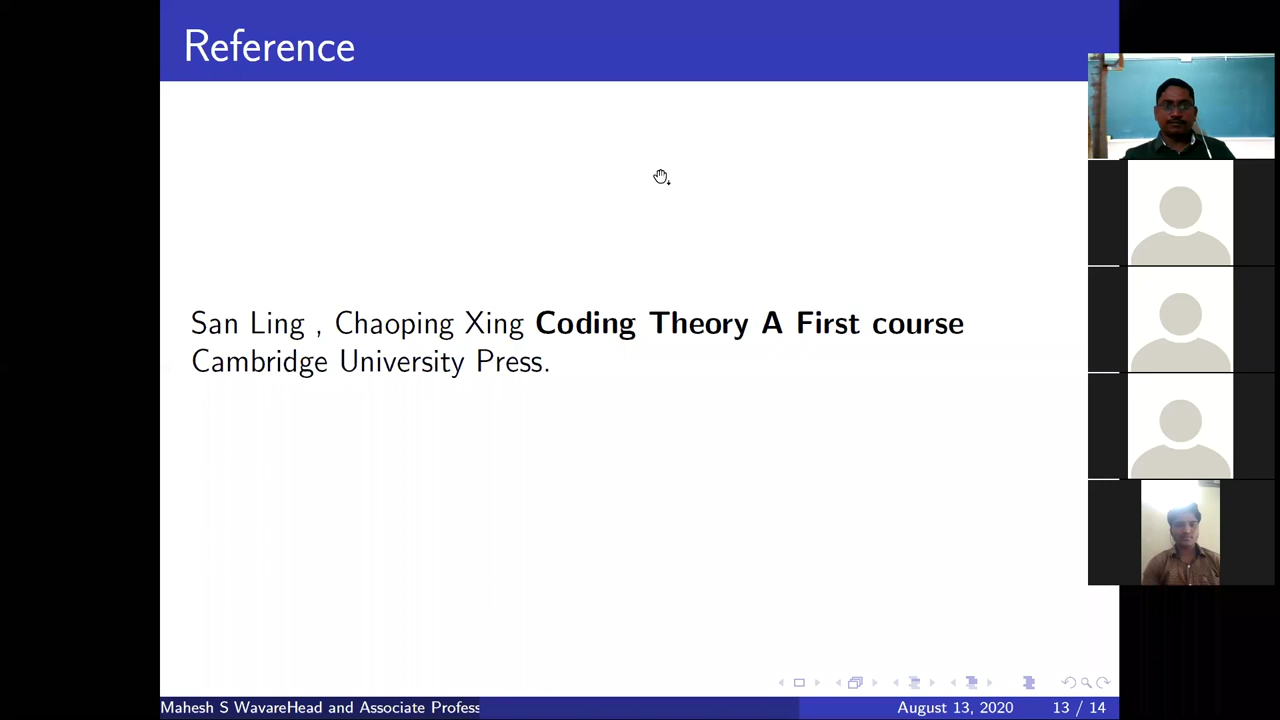 Reference
San Ling , Chaoping Xing Coding Theory A First course
Cambridge University Press.
Mahesh S WavareHead and Associate Profess
August 13, 2020
13 / 14